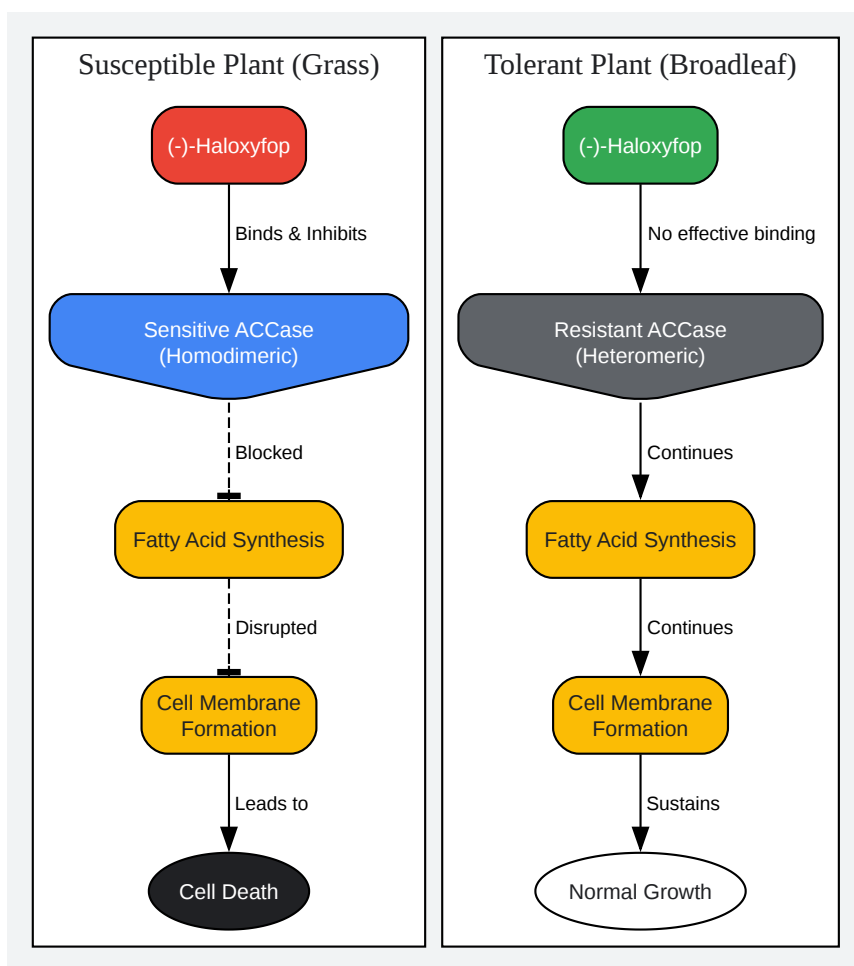 Susceptible Plant (Grass)
(-)-Haloxyfop
Binds & Inhibits
Sensitive ACCase
(Homodimeric)
Blocked
Fatty Acid Synthesis
Disrupted
Cell Membrane
Formation
Leads to
Cell Death
Tolerant Plant (Broadleaf)
(-)-Haloxyfop
No effective binding
Resistant ACCase
(Heteromeric)
Continues
Fatty Acid Synthesis
Continues
Cell Membrane
Formation
Sustains
Normal Growth